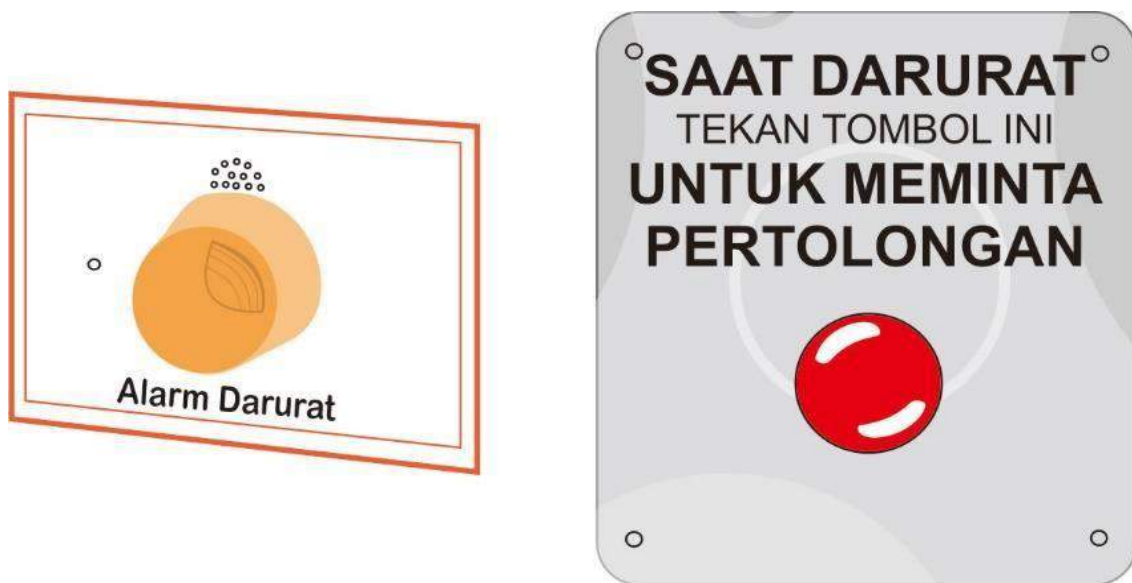 Alarm Darurat
SAAT DARURAT
TEKAN TOMBOL INI
UNTUK MEMINTA
PERTOLONGAN